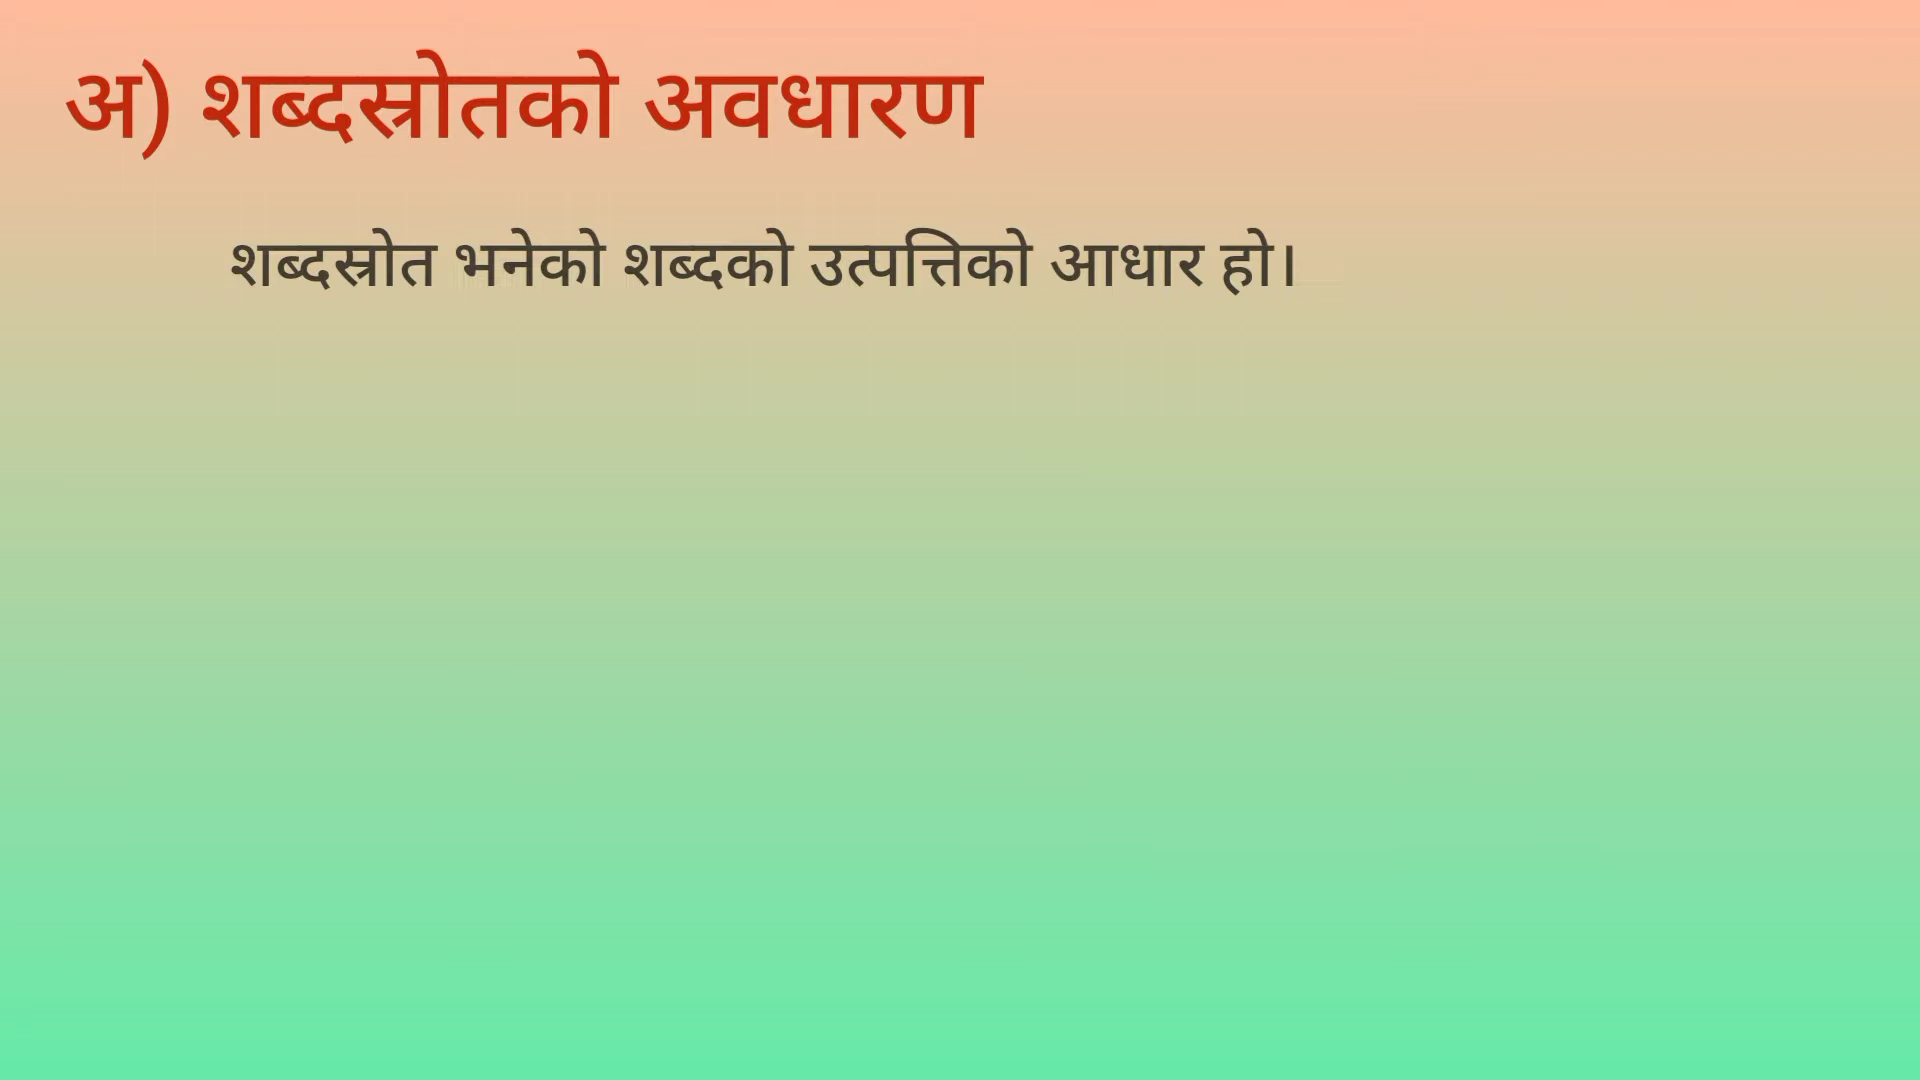 अ) शब्दस्रोतको अवधारण
शब्दस्रोत भनेको शब्दको उत्पत्तिको आधार हो।